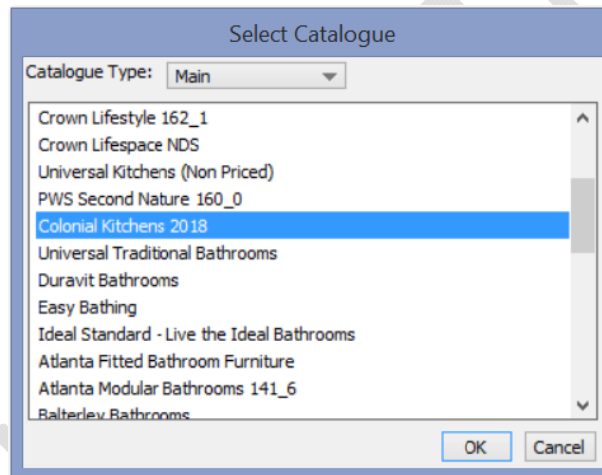 Select Catalogue
Catalogue Type: Main
Crown Lifestyle 162_1
Crown Lifespace NDS
Universal Kitchens (Non Priced)
PWS Second Nature 160_0
Colonial Kitchens 2018
Universal Traditional Bathrooms
Duravit Bathrooms
Easy Bathing
Ideal Standard - Live the Ideal Bathrooms
Atlanta Fitted Bathroom Furniture
Atlanta Modular Bathrooms 141_6
Balterley Bathrooms
OK Cancel